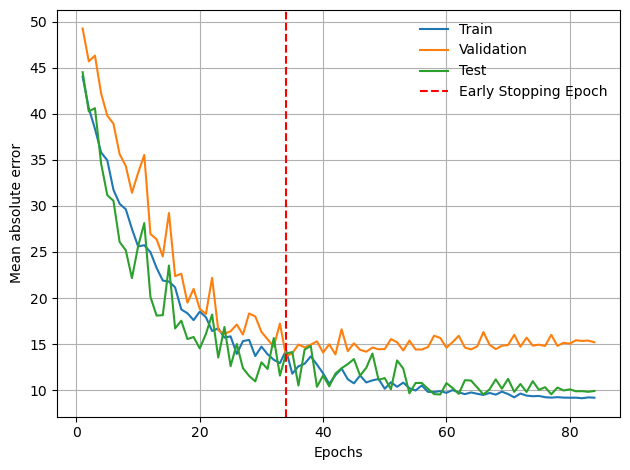 50
45
40
35
30
25
20
15
10
Mean absolute error
Train
Validation
Test
Early Stopping Epoch
0 20 40 60 80
Epochs